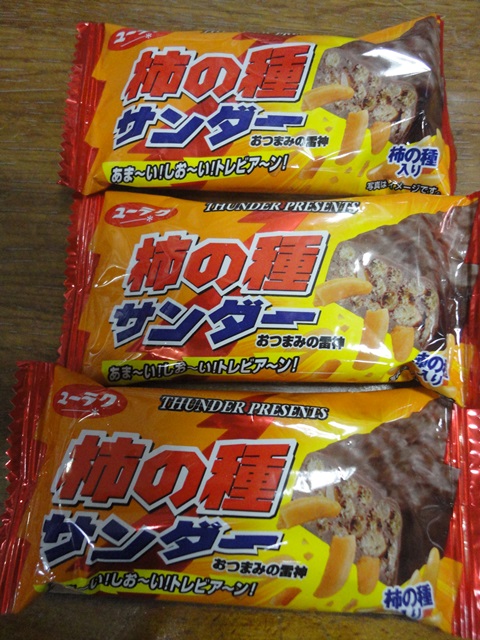 ユーラク
柿の種
サンダー
おつまみの雷神
あま〜い!しお〜い!トレビア〜ン!
柿の種
入り
写真はイメージです。
ユーラク
THUNDER PRESENTS
柿の種
サンダー
おつまみの雷神
あま〜い!しお〜い!トレビア〜ン!
の種
入り
ユーラク
THUNDER PRESENTS
柿の種
サンダー
おつまみの雷神
い!しお〜い!トレビア〜ン!
柿の種
入り